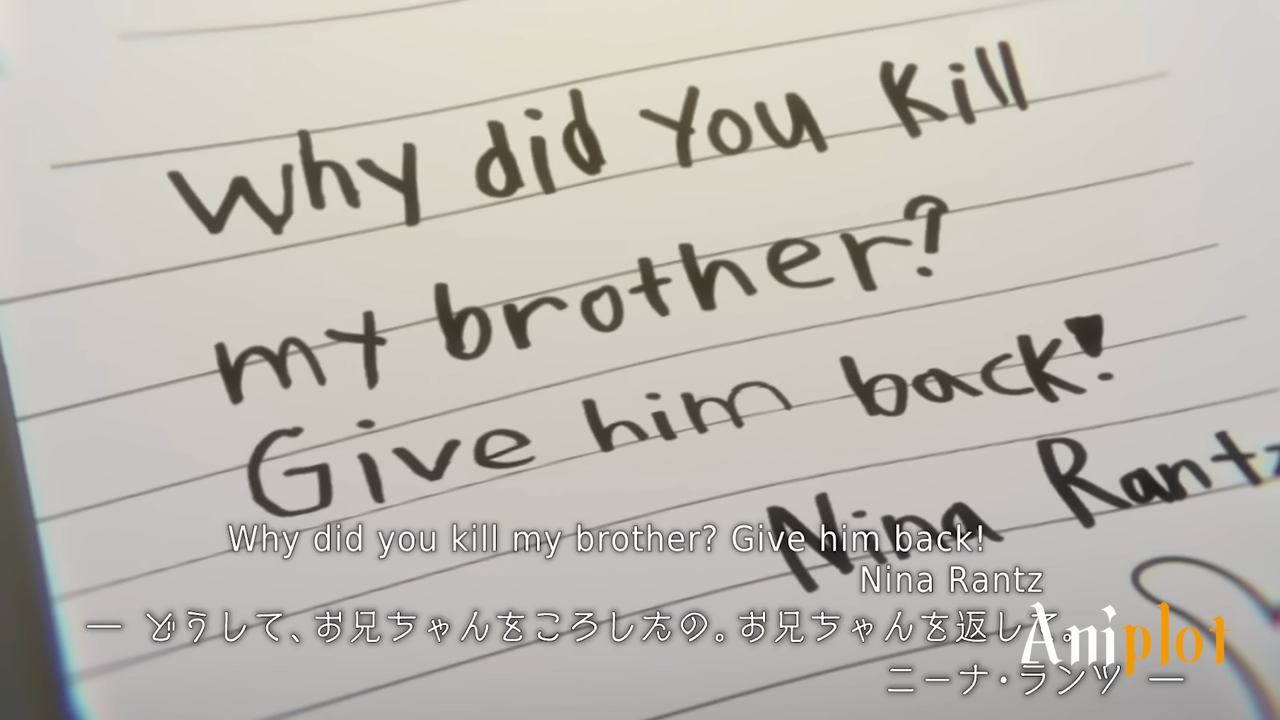 Why did you kill
my brother?
Give him back!
Nina Rantz
Why did you kill my brother? Give him back!
Nina Rantz
― どうして、お兄ちゃんをころしたの。お兄ちゃんを返して。
ニーナ・ランツ ―
Aniplot